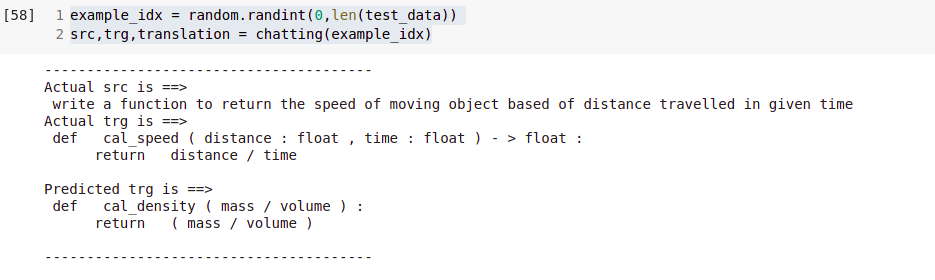 [58] 1 example_idx = random.randint(0,len(test_data))
2 src,trg,translation = chatting(example_idx)
---------------------------------------
Actual src is ==>
write a function to return the speed of moving object based of distance travelled in given time
Actual trg is ==>
def cal_speed ( distance : float , time : float ) - > float :
return distance / time
Predicted trg is ==>
def cal_density ( mass / volume ) :
return ( mass / volume )
---------------------------------------